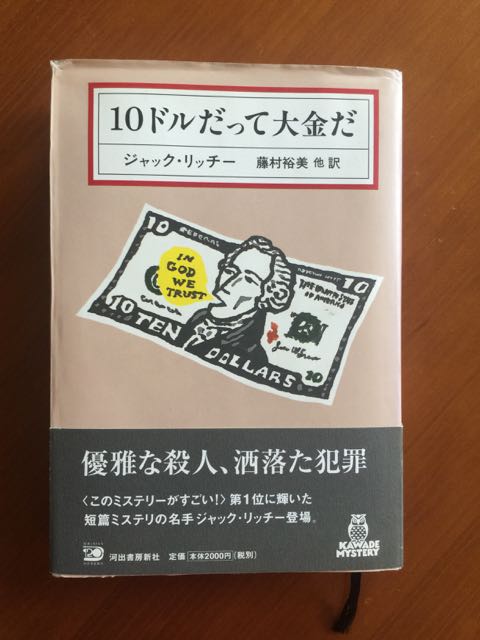 10ドルだって大金だ
ジャック・リッチー 藤村裕美 他 訳
10
10
IN
GOD WE
TRUST
10 TEN DOLLARS
優雅な殺人、洒落た犯罪
〈このミステリーがすごい!〉第1位に輝いた
短篇ミステリの名手ジャック・リッチー登場。
河出書房新社 定価 本体2000円(税別)
KAWADE
MYSTERY